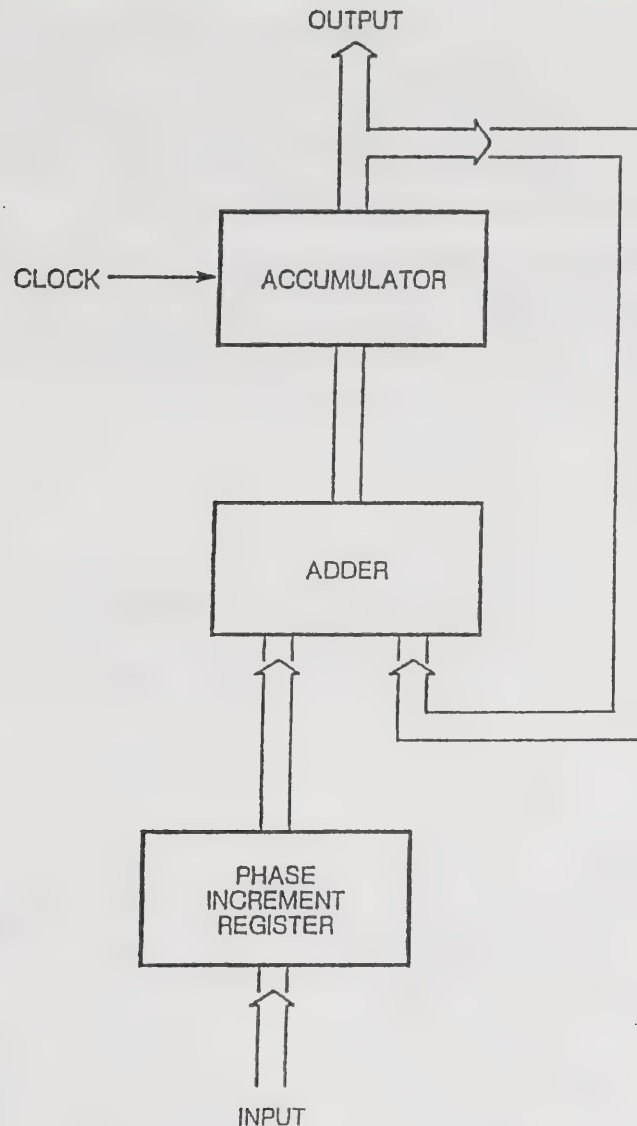 OUTPUT
CLOCK
ACCUMULATOR
ADDER
PHASE
INCREMENT
REGISTER
INPUT